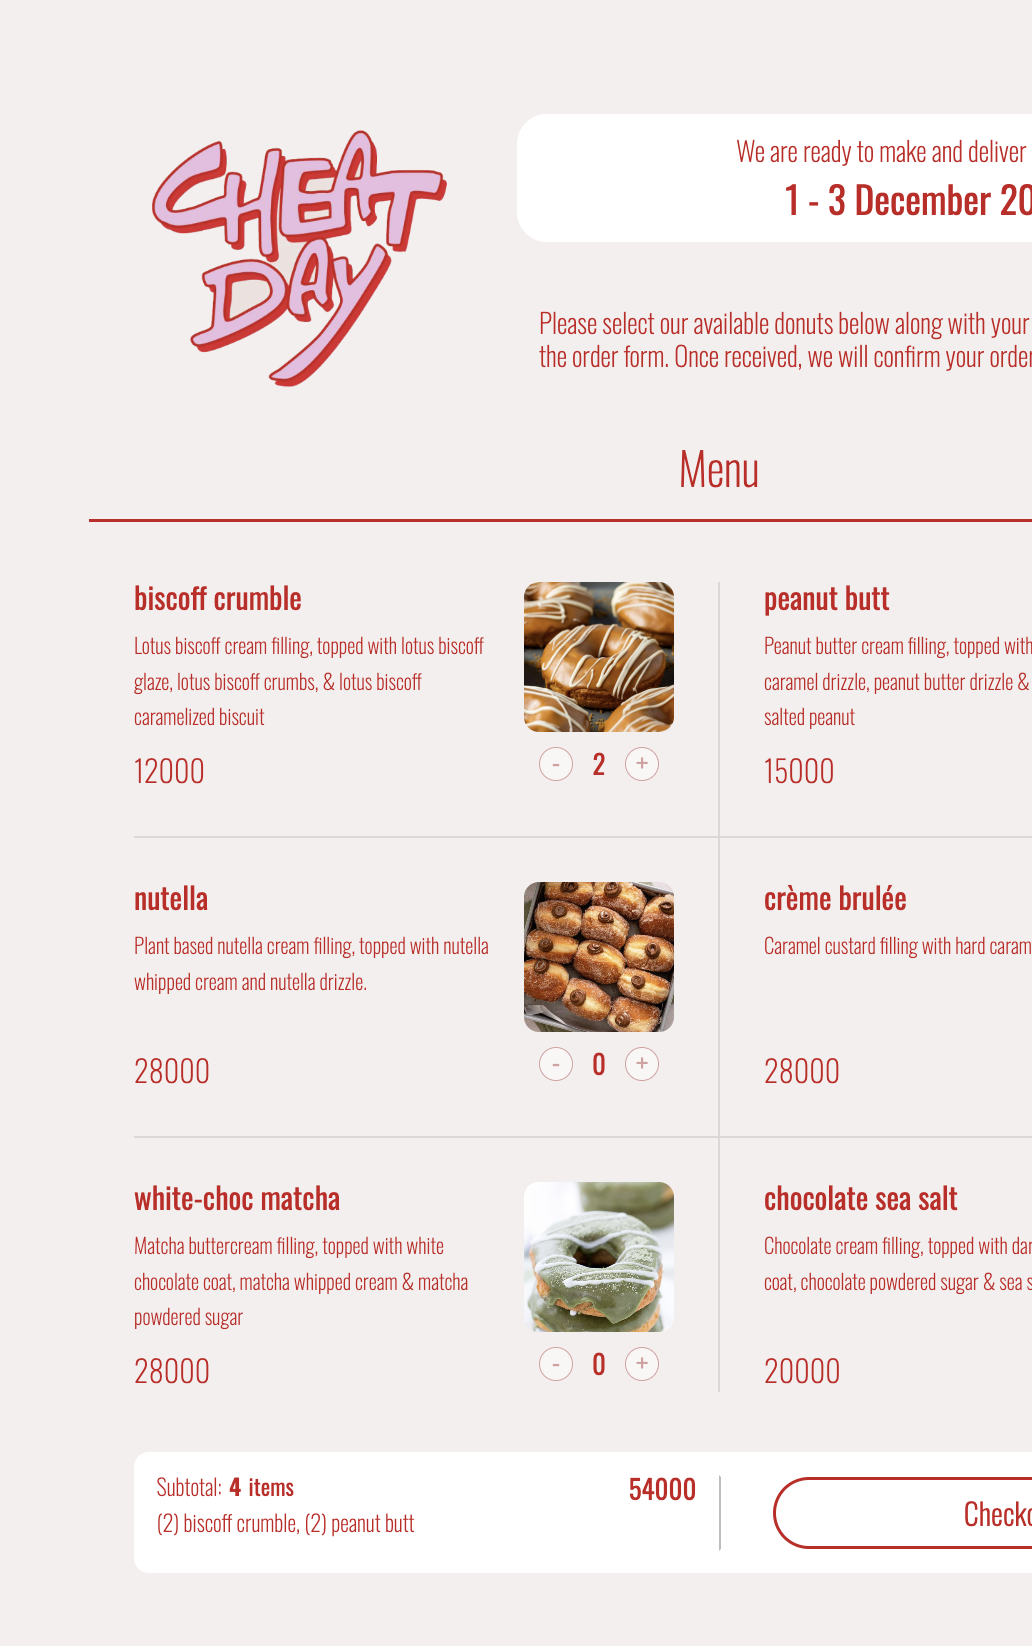 CHEAT
DAY
We are ready to make and deliver
1 - 3 December 20
Please select our available donuts below along with your
the order form. Once received, we will confirm your order
Menu
biscoff crumble
Lotus biscoff cream filling, topped with lotus biscoff
glaze, lotus biscoff crumbs, & lotus biscoff
caramelized biscuit
12000
- 2 +
peanut butt
Peanut butter cream filling, topped with
caramel drizzle, peanut butter drizzle &
salted peanut
15000
nutella
Plant based nutella cream filling, topped with nutella
whipped cream and nutella drizzle.
28000
- 0 +
crème brulée
Caramel custard filling with hard caram
28000
white-choc matcha
Matcha buttercream filling, topped with white
chocolate coat, matcha whipped cream & matcha
powdered sugar
28000
- 0 +
chocolate sea salt
Chocolate cream filling, topped with dar
coat, chocolate powdered sugar & sea s
20000
Subtotal: 4 items
(2) biscoff crumble, (2) peanut butt
54000
Checko